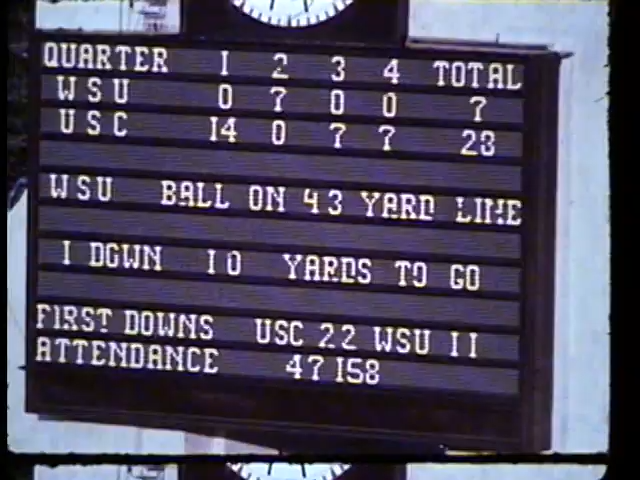 QUARTER 1 2 3 4 TOTAL
WSU 0 7 0 0 7
USC 14 0 7 7 28
WSU BALL ON 43 YARD LINE
1 DOWN 10 YARDS TO GO
FIRST DOWNS USC 22 WSU 11
ATTENDANCE 47158